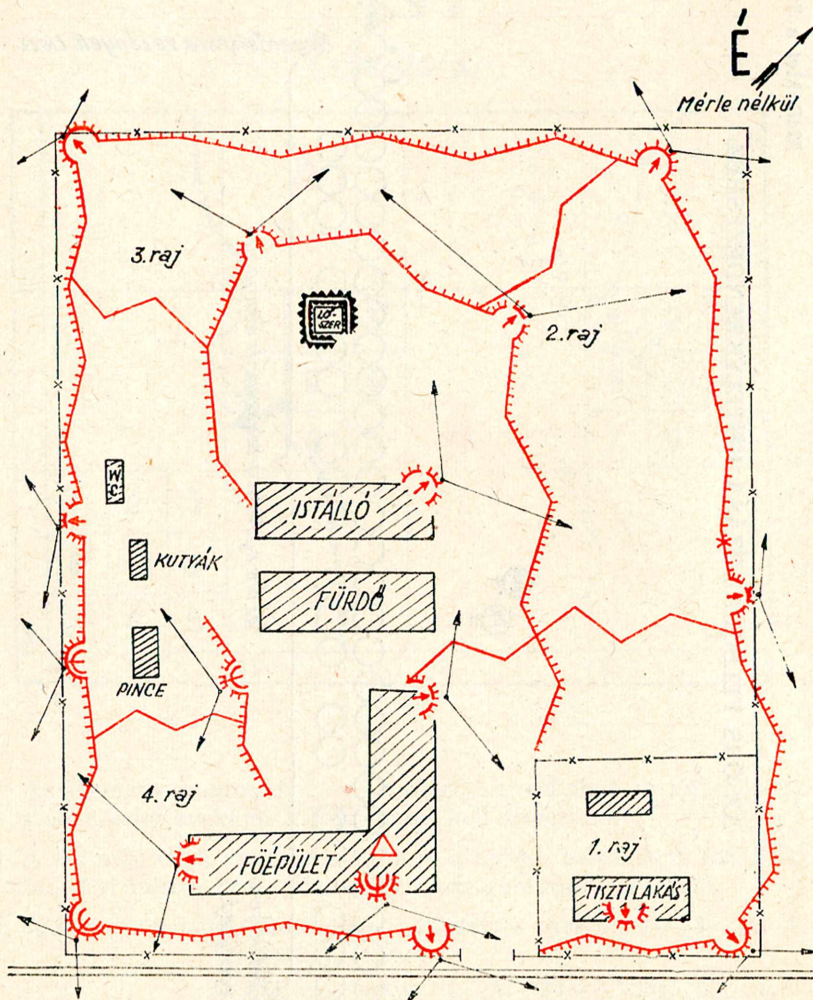 É
Mérle nélkül
3. raj
LŐ-
SZER
2. raj
WC
ISTÁLLÓ
KUTYÁK
FÜRDŐ
PINCE
4. raj
1. raj
FŐÉPÜLET
TISZTI LAKÁS